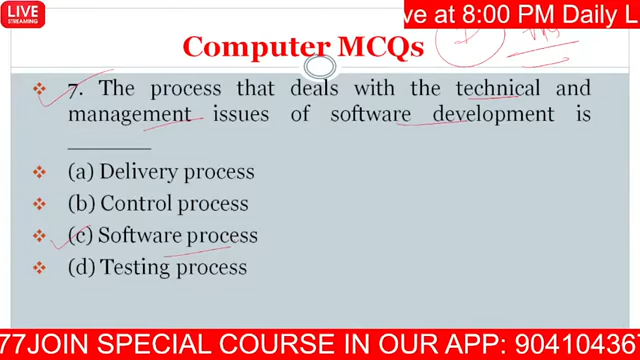 LIVE
STREAMING
ve at 8:00 PM Daily L
Computer MCQs
7. The process that deals with the technical and
management issues of software development is
________
(a) Delivery process
(b) Control process
(c) Software process
(d) Testing process
77JOIN SPECIAL COURSE IN OUR APP: 90410436